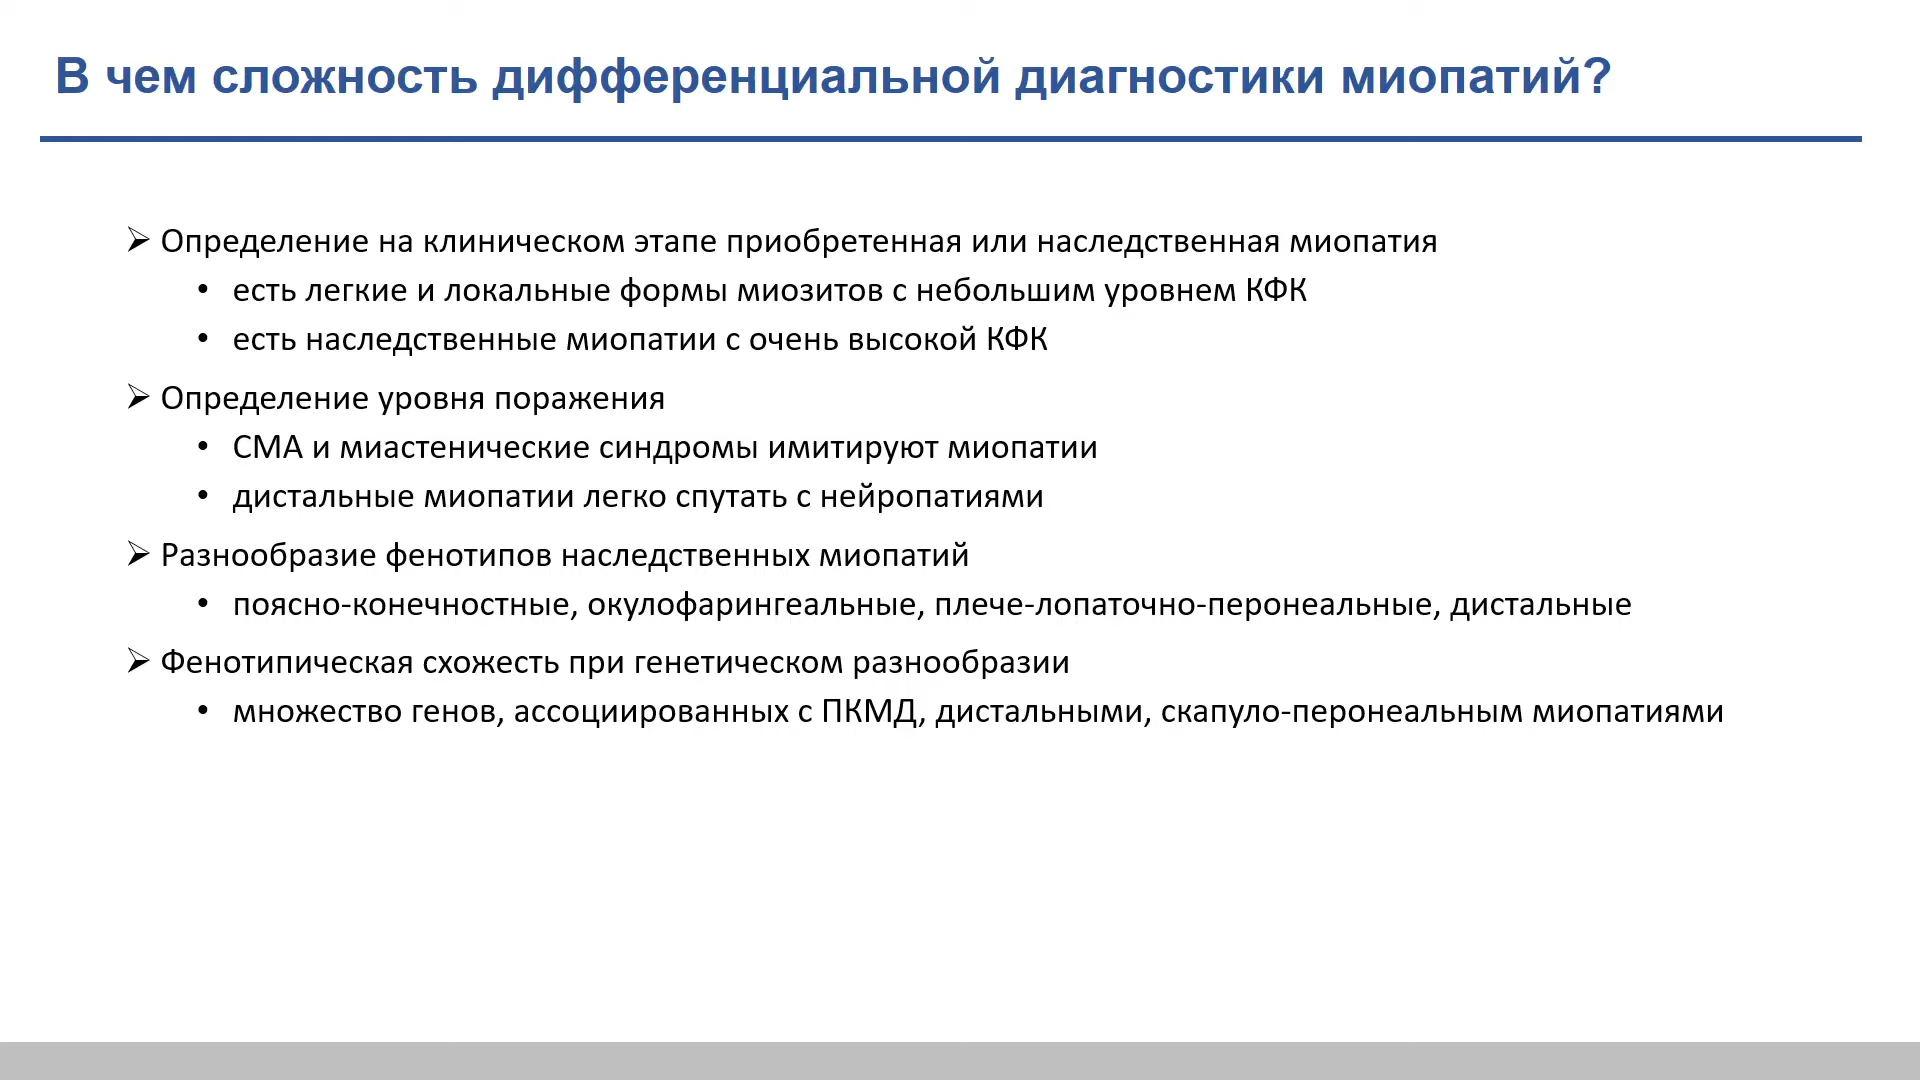 В чем сложность дифференциальной диагностики миопатий?
➢ Определение на клиническом этапе приобретенная или наследственная миопатия
• есть легкие и локальные формы миозитов с небольшим уровнем КФК
• есть наследственные миопатии с очень высокой КФК
➢ Определение уровня поражения
• СМА и миастенические синдромы имитируют миопатии
• дистальные миопатии легко спутать с нейропатиями
➢ Разнообразие фенотипов наследственных миопатий
• поясно-конечностные, окулофарингеальные, плече-лопаточно-перонеальные, дистальные
➢ Фенотипическая схожесть при генетическом разнообразии
• множество генов, ассоциированных с ПКМД, дистальными, скапуло-перонеальным миопатиями